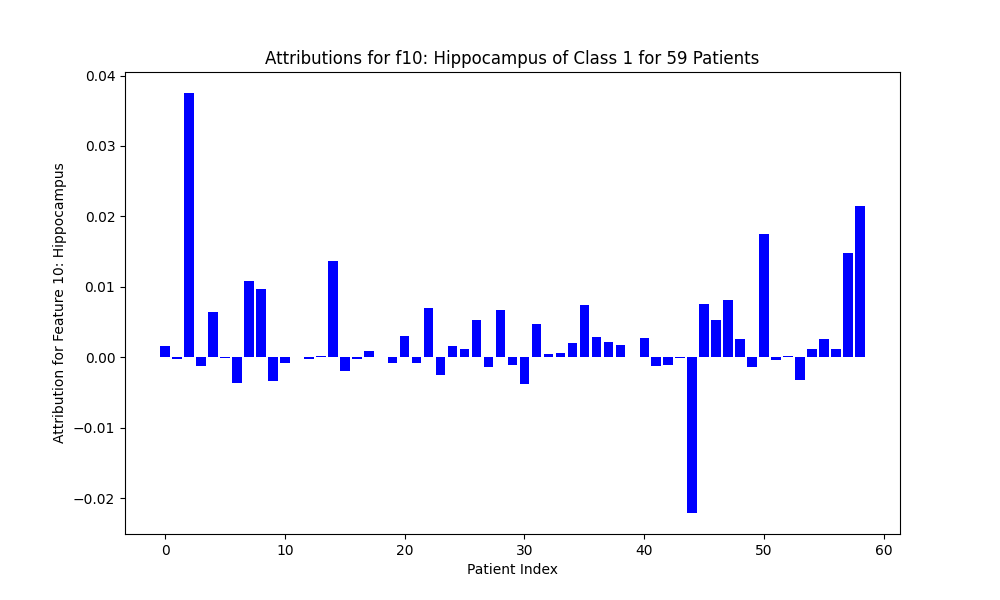 Attributions for f10: Hippocampus of Class 1 for 59 Patients
Attribution for Feature 10: Hippocampus
0.04
0.03
0.02
0.01
0.00
−0.01
−0.02
0 10 20 30 40 50 60
Patient Index